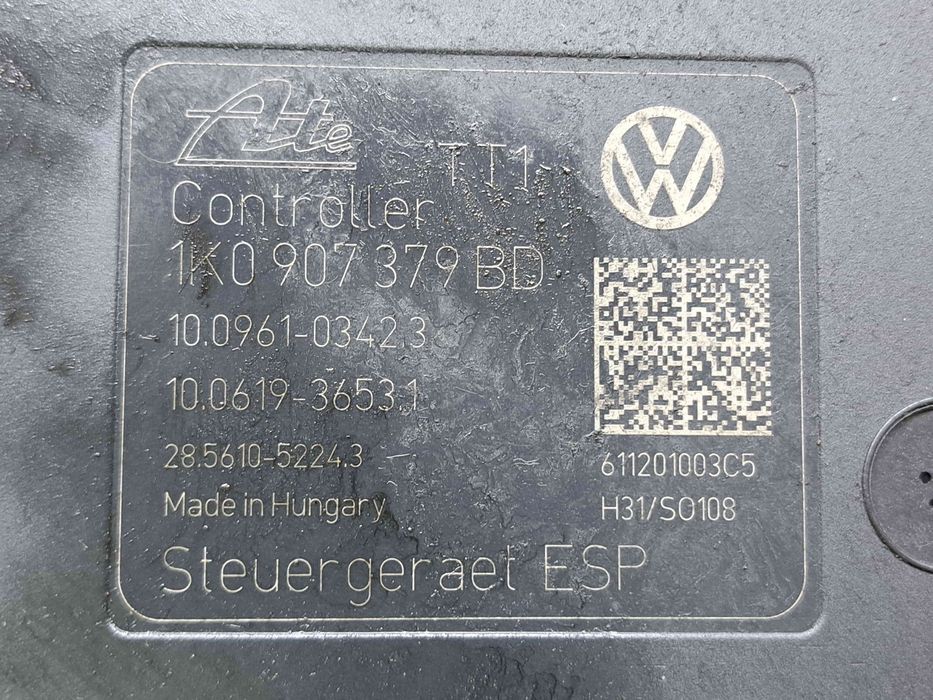 Ate TT1
Controller
1K0 907 379 BD
10.0961-0342.3
10.0619-3653.1
28.5610-5224.3
611201003C5
Made in Hungary
H31/SO108
Steuergeraet ESP